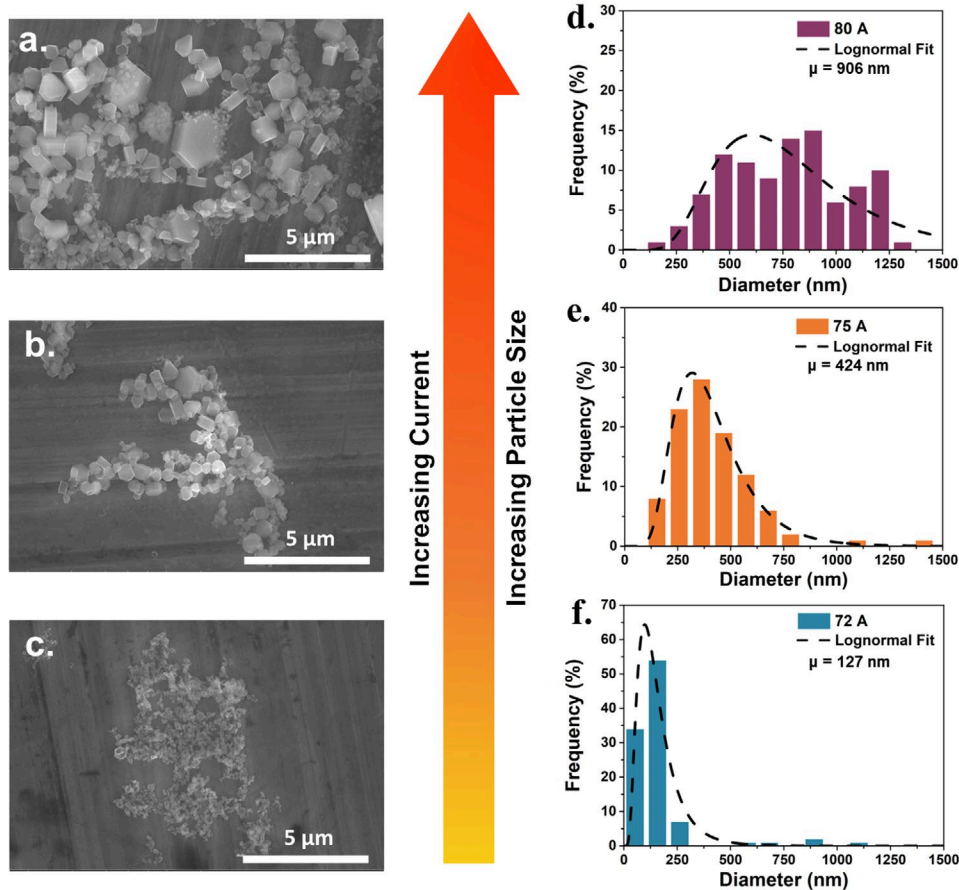 a.
5 µm
b.
5 µm
c.
5 µm
Increasing Current
Increasing Particle Size
d.
80 A
Lognormal Fit
µ = 906 nm
Frequency (%)
30
25
20
15
10
5
0
0 250 500 750 1000 1250 1500
Diameter (nm)
e.
75 A
Lognormal Fit
µ = 424 nm
Frequency (%)
40
30
20
10
0
0 250 500 750 1000 1250 1500
Diameter (nm)
f.
72 A
Lognormal Fit
µ = 127 nm
Frequency (%)
70
60
50
40
30
20
10
0
0 250 500 750 1000 1250 1500
Diameter (nm)